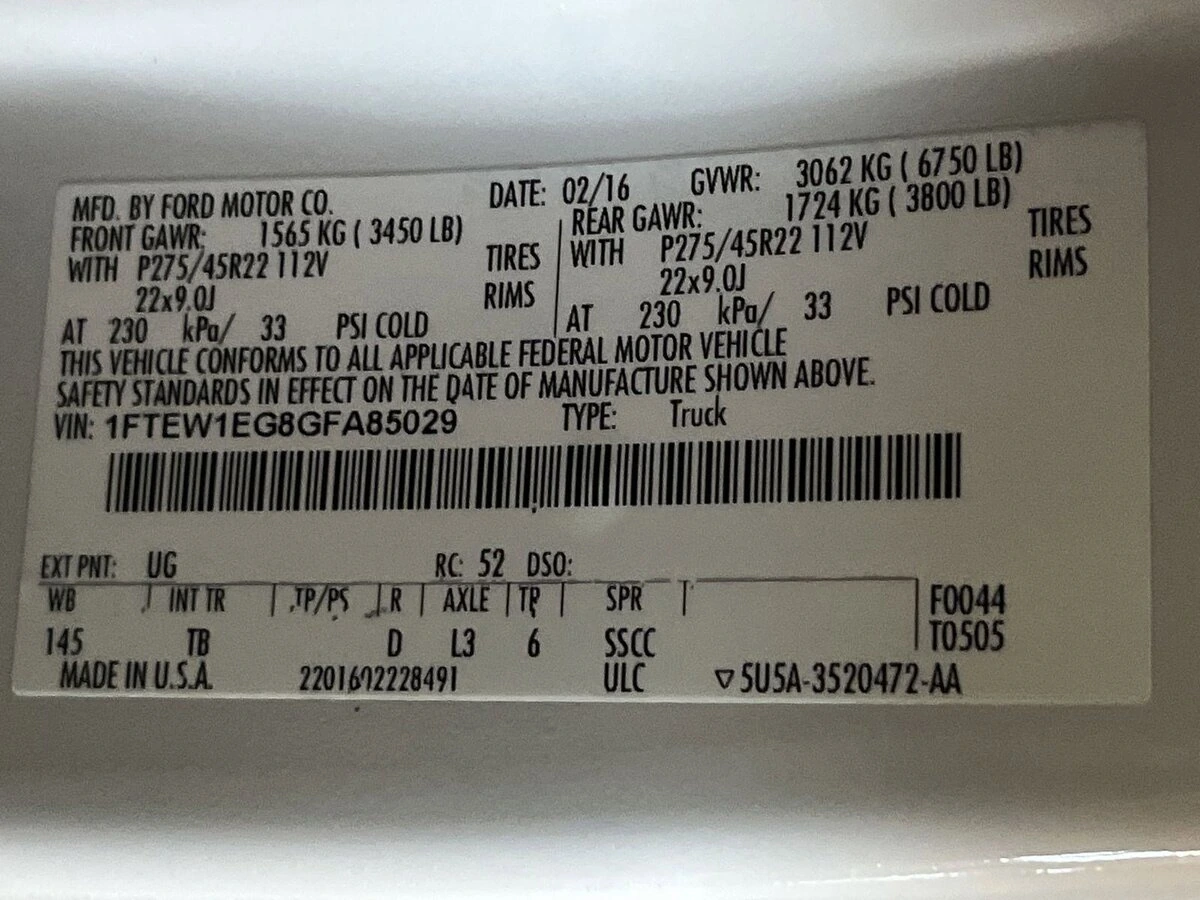 MFD. BY FORD MOTOR CO. DATE: 02/16 GVWR: 3062 KG ( 6750 LB)
FRONT GAWR: 1565 KG ( 3450 LB) REAR GAWR: 1724 KG ( 3800 LB)
WITH P275/45R22 112V TIRES WITH P275/45R22 112V TIRES
22x9.0J RIMS 22x9.0J RIMS
AT 230 kPa/ 33 PSI COLD AT 230 kPa/ 33 PSI COLD
THIS VEHICLE CONFORMS TO ALL APPLICABLE FEDERAL MOTOR VEHICLE
SAFETY STANDARDS IN EFFECT ON THE DATE OF MANUFACTURE SHOWN ABOVE.
VIN: 1FTEW1EG8GFA85029 TYPE: Truck
EXT PNT: UG RC: 52 DSO:
WB INT TR TP/PS R AXLE TR SPR F0044
145 TB D L3 6 SSCC T0505
MADE IN U.S.A. 2201602228491 ULC ▽5U5A-3520472-AA